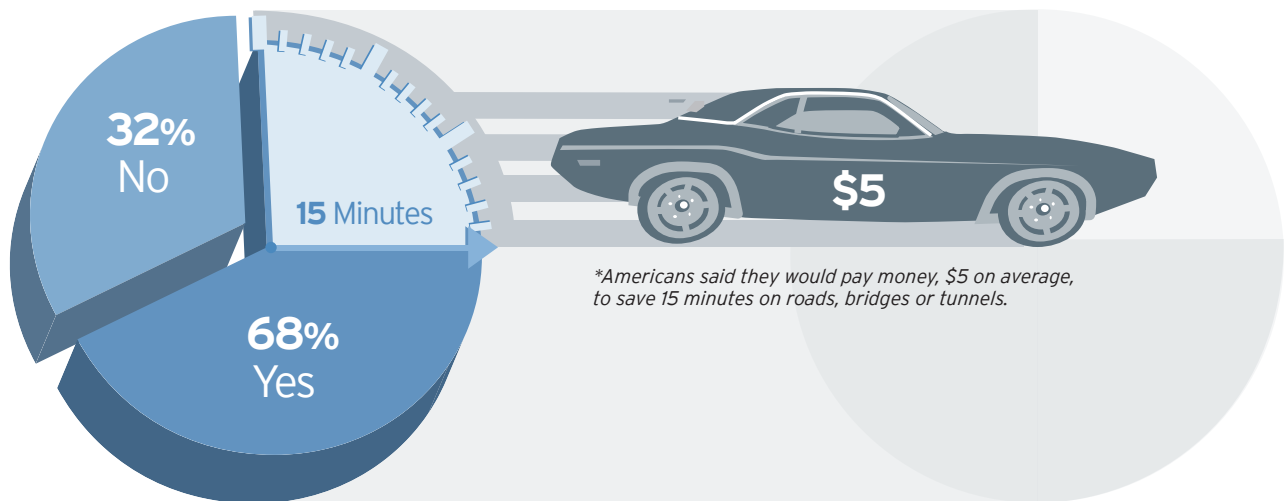 32%
No
15 Minutes
68%
Yes
$5
*Americans said they would pay money, $5 on average,
to save 15 minutes on roads, bridges or tunnels.